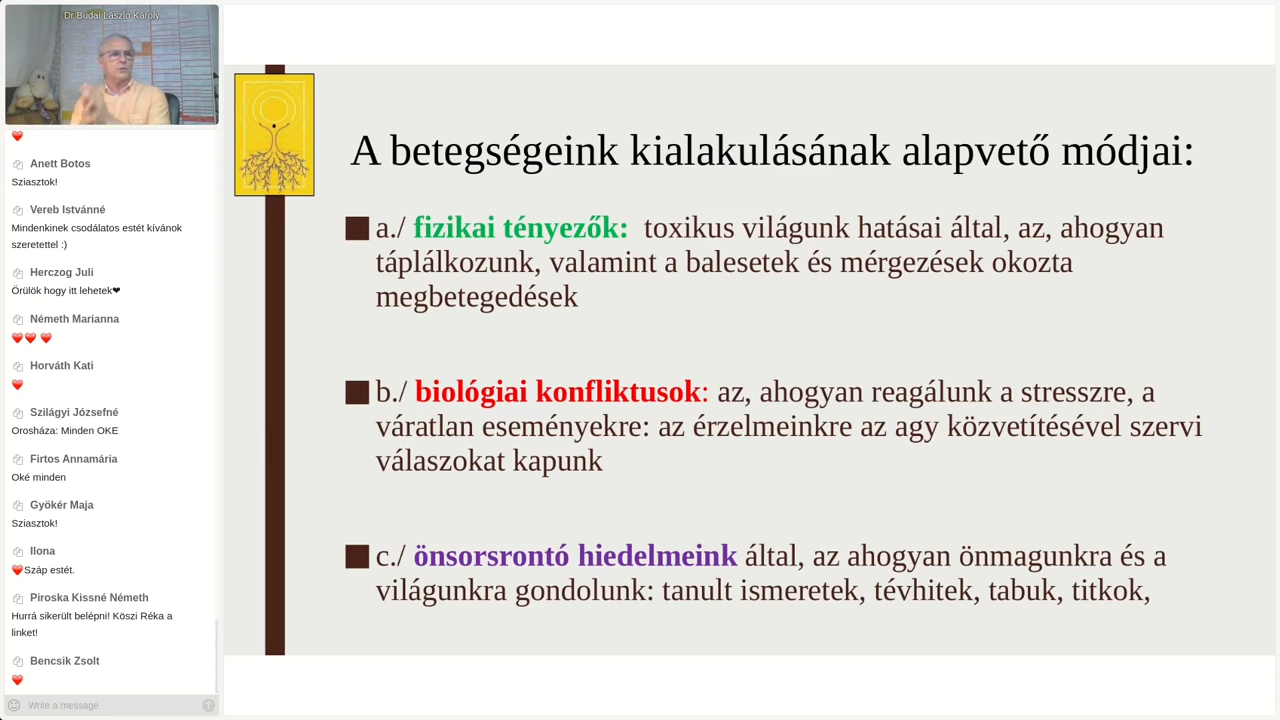 Dr Budai László Károly
Anett Botos
Sziasztok!
Vereb Istvánné
Mindenkinek csodálatos estét kívánok
szeretettel :)
Herczog Juli
Örülök hogy itt lehetek❤
Németh Marianna
❤️❤️ ❤️
Horváth Kati
❤️
Szilágyi Józsefné
Orosháza: Minden OKE
Firtos Annamária
Oké minden
Gyökér Maja
Sziasztok!
Ilona
❤️Száp estét.
Piroska Kissné Németh
Hurrá sikerült belépni! Köszi Réka a
linket!
Bencsik Zsolt
❤️
Write a message
A betegségeink kialakulásának alapvető módjai:
a./ fizikai tényezők: toxikus világunk hatásai által, az, ahogyan
táplálkozunk, valamint a balesetek és mérgezések okozta
megbetegedések
b./ biológiai konfliktusok: az, ahogyan reagálunk a stresszre, a
váratlan eseményekre: az érzelmeinkre az agy közvetítésével szervi
válaszokat kapunk
c./ önsorsrontó hiedelmeink által, az ahogyan önmagunkra és a
világunkra gondolunk: tanult ismeretek, tévhitek, tabuk, titkok,